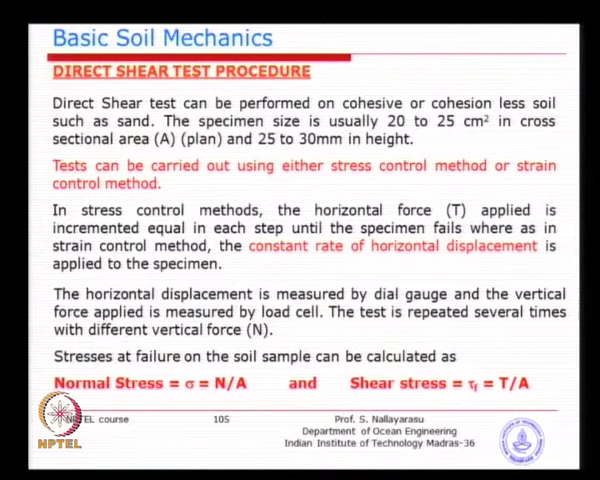 Basic Soil Mechanics
DIRECT SHEAR TEST PROCEDURE
Direct Shear test can be performed on cohesive or cohesion less soil
such as sand. The specimen size is usually 20 to 25 cm² in cross
sectional area (A) (plan) and 25 to 30mm in height.
Tests can be carried out using either stress control method or strain
control method.
In stress control methods, the horizontal force (T) applied is
incremented equal in each step until the specimen fails where as in
strain control method, the constant rate of horizontal displacement is
applied to the specimen.
The horizontal displacement is measured by dial gauge and the vertical
force applied is measured by load cell. The test is repeated several times
with different vertical force (N).
Stresses at failure on the soil sample can be calculated as
Normal Stress = σ = N/A and Shear stress = τf = T/A
NPTEL course 105 Prof. S. Nallayarasu
Department of Ocean Engineering
Indian Institute of Technology Madras-36
NPTEL